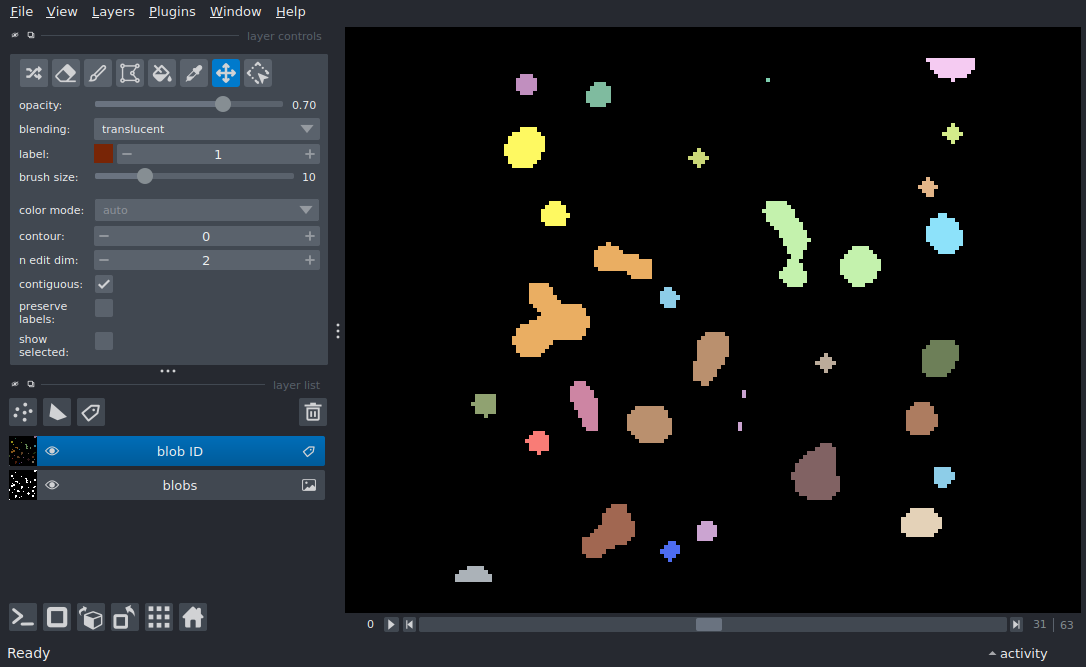 File View Layers Plugins Window Help
layer controls
opacity: 0.70
blending: translucent
label: 1
brush size: 10
color mode: auto
contour: 0
n edit dim: 2
contiguous:
preserve
labels:
show
selected:
layer list
blob ID
blobs
0 31 63
Ready activity